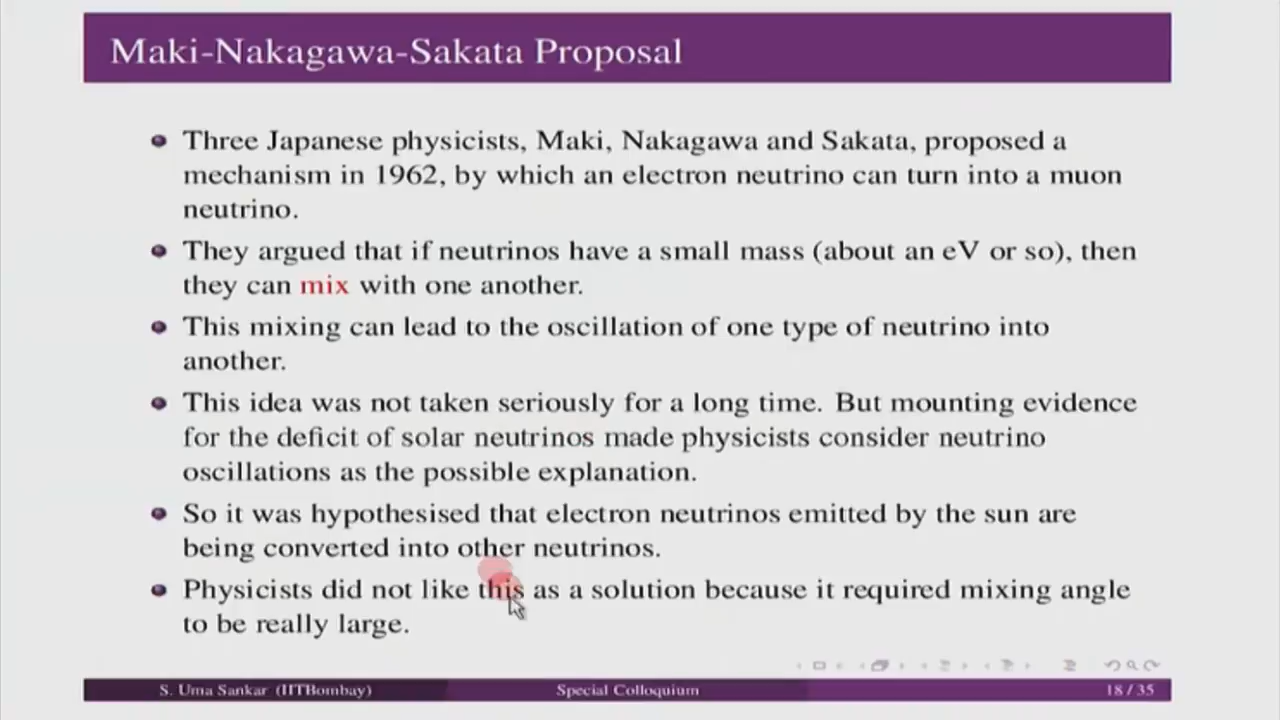 Maki-Nakagawa-Sakata Proposal
Three Japanese physicists, Maki, Nakagawa and Sakata, proposed a
mechanism in 1962, by which an electron neutrino can turn into a muon
neutrino.
They argued that if neutrinos have a small mass (about an eV or so), then
they can mix with one another.
This mixing can lead to the oscillation of one type of neutrino into
another.
This idea was not taken seriously for a long time. But mounting evidence
for the deficit of solar neutrinos made physicists consider neutrino
oscillations as the possible explanation.
So it was hypothesised that electron neutrinos emitted by the sun are
being converted into other neutrinos.
Physicists did not like this as a solution because it required mixing angle
to be really large.
S. Uma Sankar (IITBombay)
Special Colloquium
18 / 35